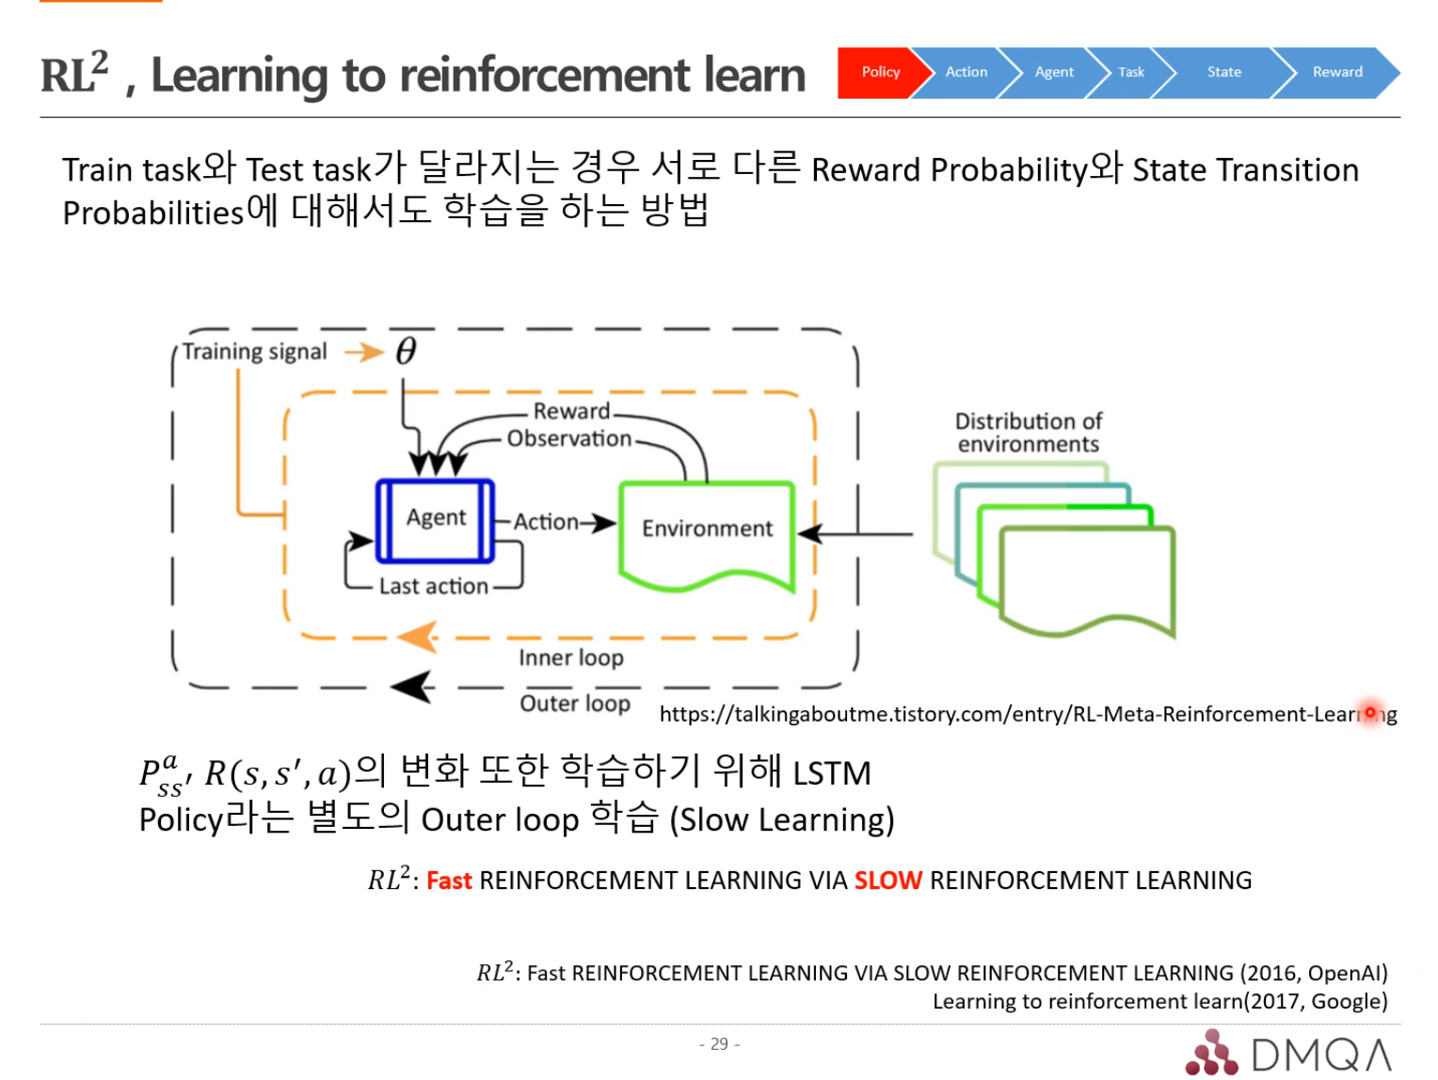 RL² , Learning to reinforcement learn
Policy
Action
Agent
Task
State
Reward
Train task와 Test task가 달라지는 경우 서로 다른 Reward Probability와 State Transition
Probabilities에 대해서도 학습을 하는 방법
Training signal
θ
Reward
Observation
Agent
Action
Environment
Last action
Inner loop
Outer loop
Distribution of
environments
https://talkingaboutme.tistory.com/entry/RL-Meta-Reinforcement-Learning
Pᵃₛₛ′, R(s, s′, a)의 변화 또한 학습하기 위해 LSTM
Policy라는 별도의 Outer loop 학습 (Slow Learning)
RL²: Fast REINFORCEMENT LEARNING VIA SLOW REINFORCEMENT LEARNING
RL²: Fast REINFORCEMENT LEARNING VIA SLOW REINFORCEMENT LEARNING (2016, OpenAI)
Learning to reinforcement learn(2017, Google)
- 29 -
DMQA